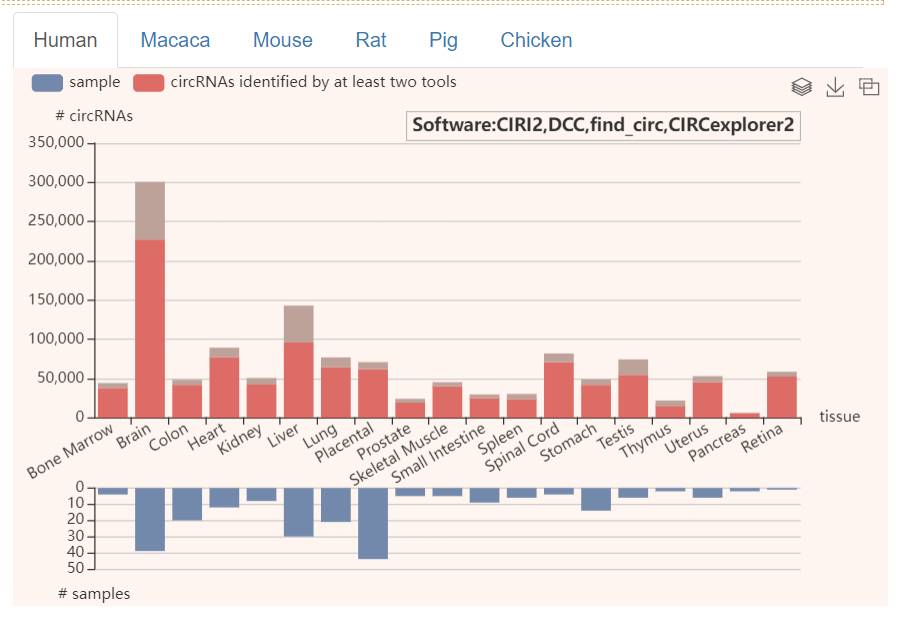 Human Macaca Mouse Rat Pig Chicken
sample circRNAs identified by at least two tools
# circRNAs
Software:CIRI2,DCC,find_circ,CIRCexplorer2
350,000
300,000
250,000
200,000
150,000
100,000
50,000
0
tissue
Bone Marrow Brain Colon Heart Kidney Liver Lung Placental Prostate Skeletal Muscle Small Intestine Spleen Spinal Cord Stomach Testis Thymus Uterus Pancreas Retina
0
10
20
30
40
50
# samples